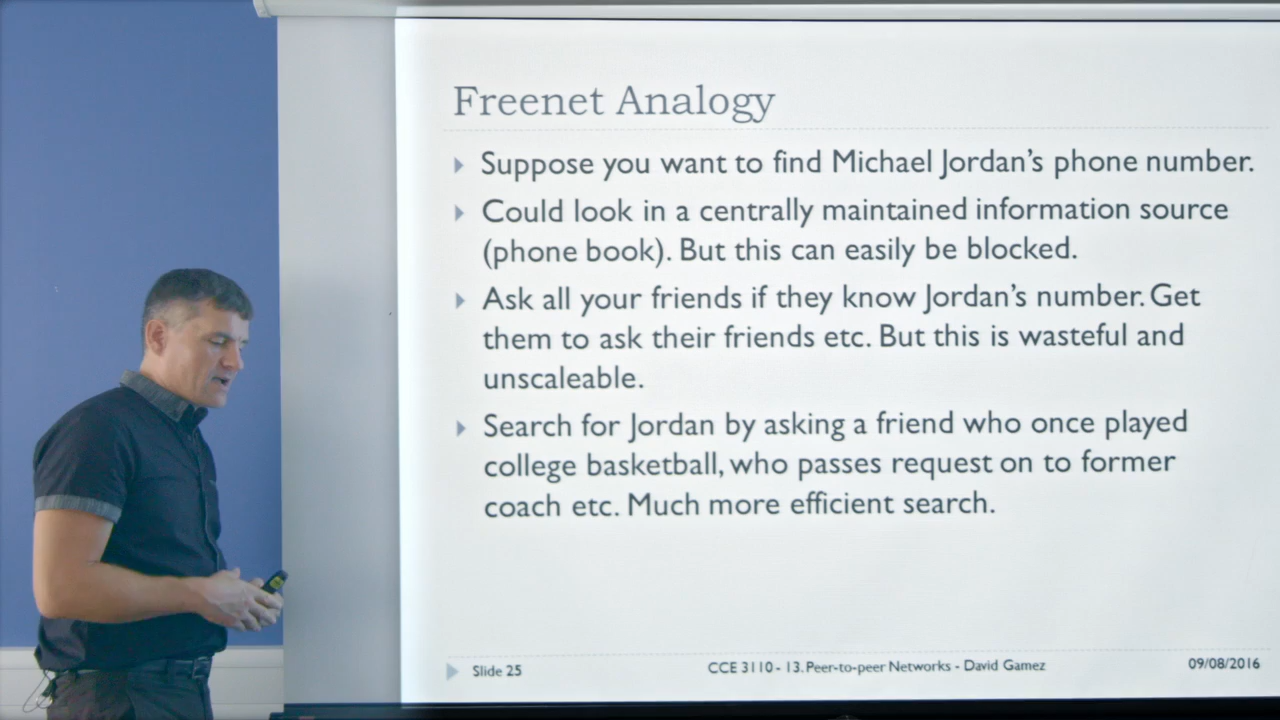 Freenet Analogy
Suppose you want to find Michael Jordan's phone number.
Could look in a centrally maintained information source
(phone book). But this can easily be blocked.
Ask all your friends if they know Jordan's number. Get
them to ask their friends etc. But this is wasteful and
unscaleable.
Search for Jordan by asking a friend who once played
college basketball, who passes request on to former
coach etc. Much more efficient search.
Slide 25
CCE 3110 - 13. Peer-to-peer Networks - David Gamez
09/08/2016